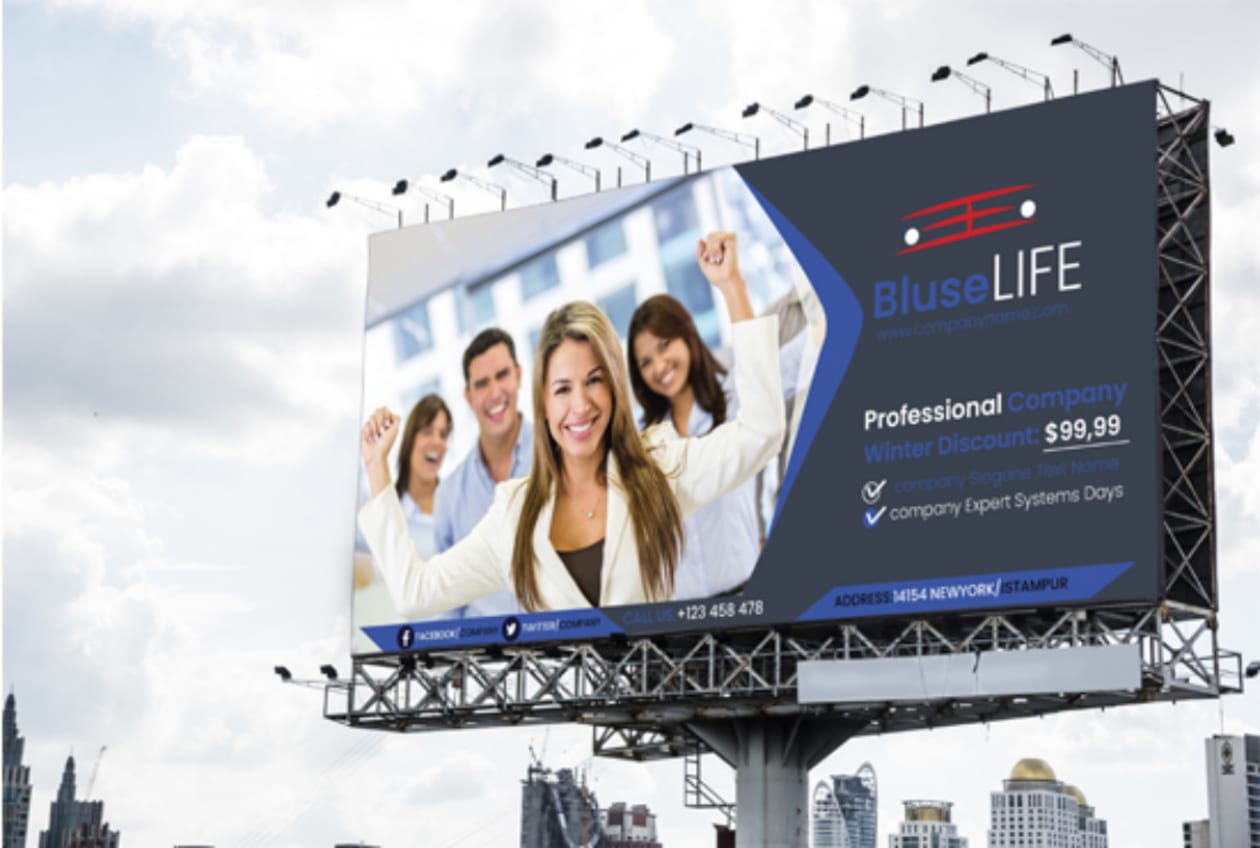 BluseLIFE
www.companyname.com
Professional Company
Winter Discount: $99,99
company Slogane Text Name
company Expert Systems Days
ADDRESS:14154 NEWYORK/ISTAMPUR
FACEBOOK/COMPANY TWITTER/COMPANY CALL US:+123 458 478